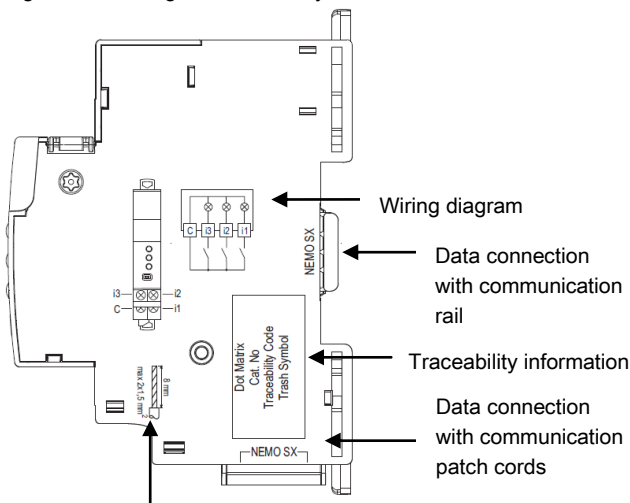 Wiring diagram
C i3 i2 i1
NEMO SX
Data connection
with communication
rail
i3 i2
C i1
Dot Matrix
Cat. No
Traceability Code
Trash Symbol
Traceability information
8 mm
max 2x1,5 mm²
Data connection
with communication
patch cords
NEMO SX